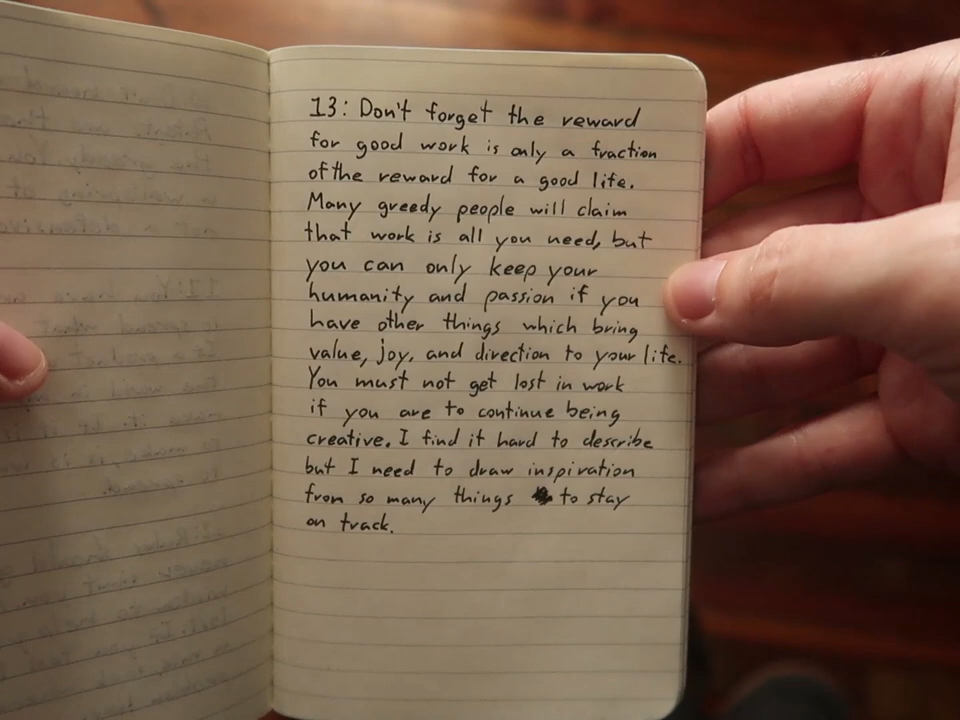 13: Don't forget the reward
for good work is only a fraction
of the reward for a good life.
Many greedy people will claim
that work is all you need, but
you can only keep your
humanity and passion if you
have other things which bring
value, joy, and direction to your life.
You must not get lost in work
if you are to continue being
creative. I find it hard to describe
but I need to draw inspiration
from so many things to stay
on track.